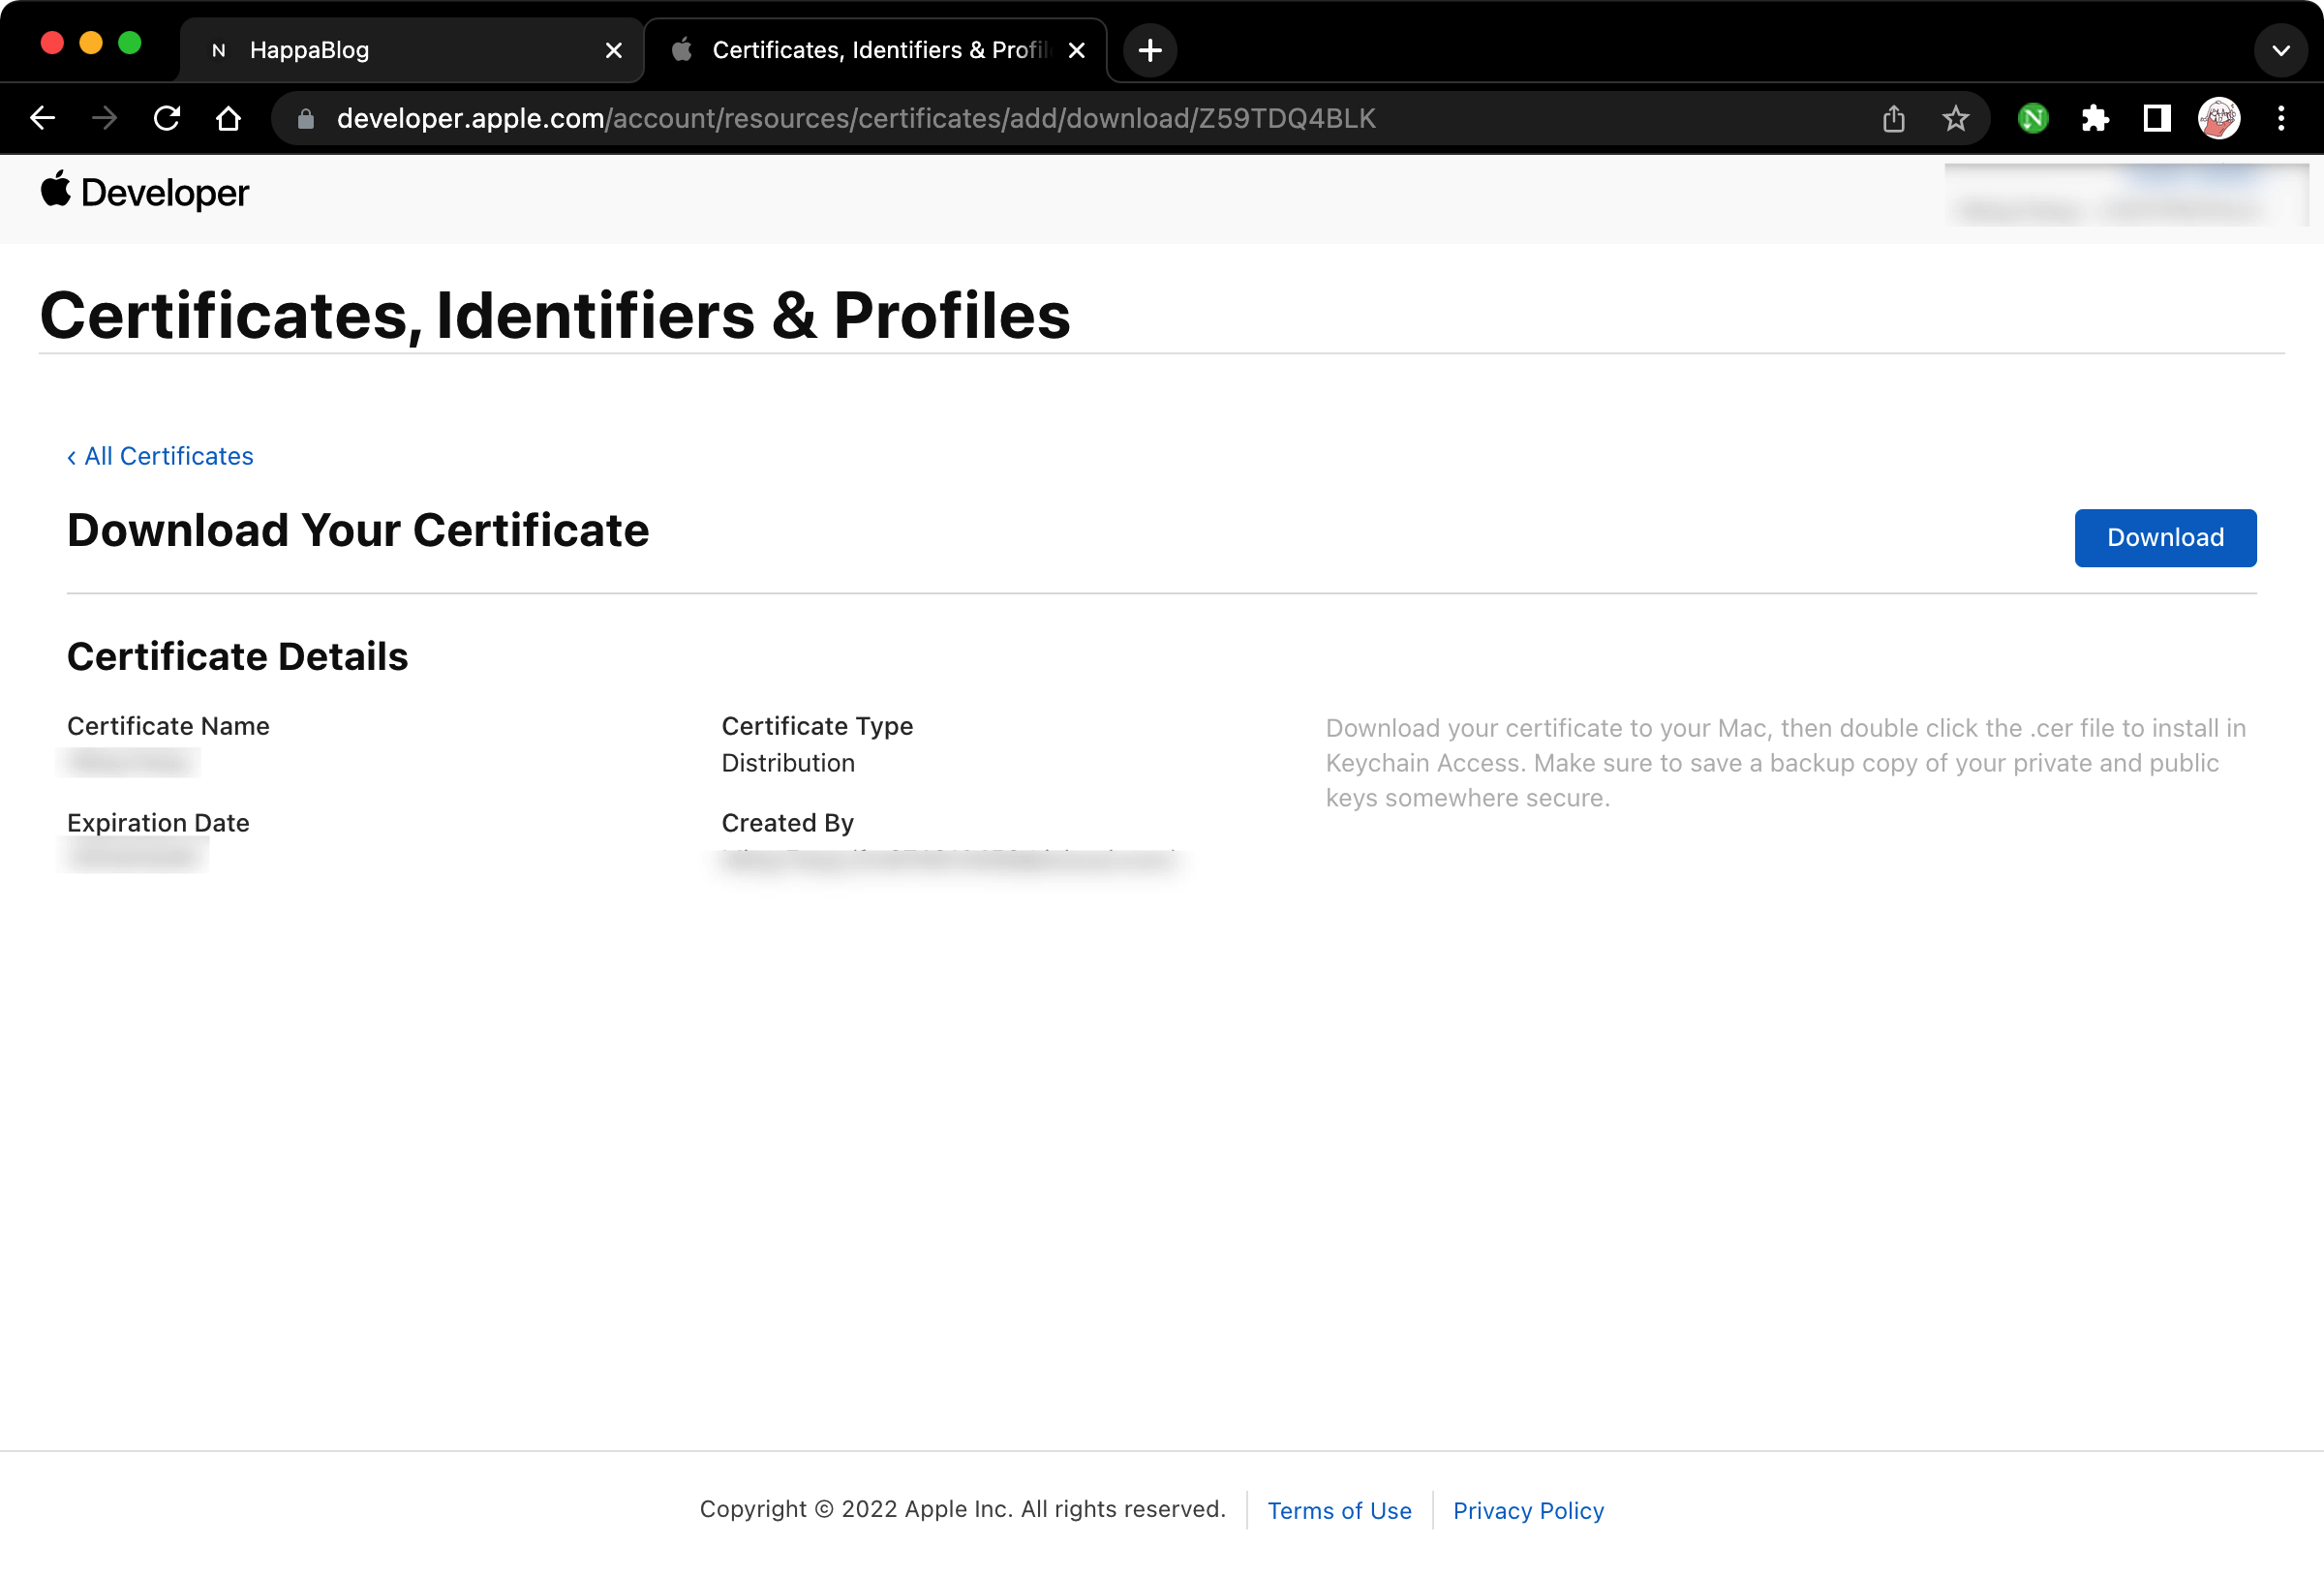 HappaBlog
Certificates, Identifiers & Profil
developer.apple.com/account/resources/certificates/add/download/Z59TDQ4BLK
Developer
Certificates, Identifiers & Profiles
‹ All Certificates
Download Your Certificate
Download
Certificate Details
Certificate Name
Certificate Type
Distribution
Download your certificate to your Mac, then double click the .cer file to install in
Keychain Access. Make sure to save a backup copy of your private and public
keys somewhere secure.
Expiration Date
Created By
Copyright © 2022 Apple Inc. All rights reserved.
Terms of Use
Privacy Policy